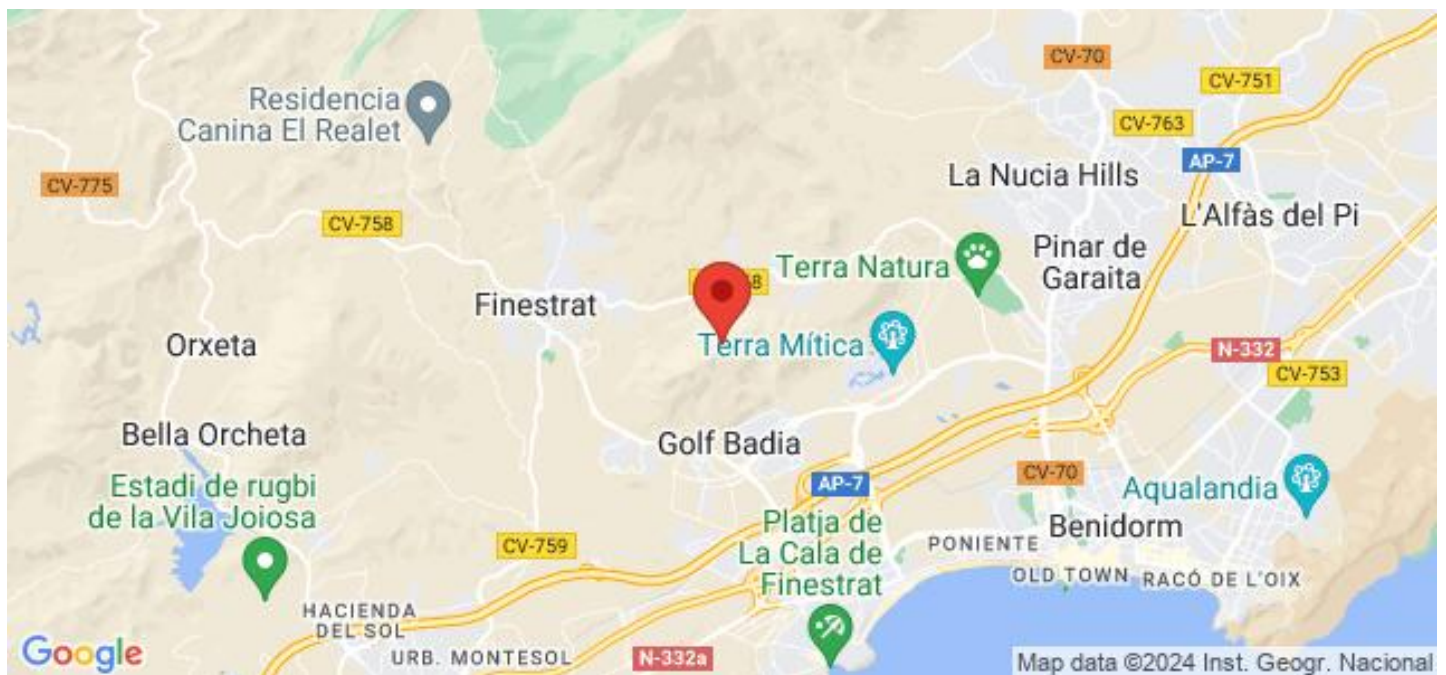 CV-70
CV-751
Residencia
Canina El Realet
CV-763
AP-7
La Nucia Hills
CV-775
L'Alfàs del Pi
CV-758
Pinar de
Garaita
Terra Natura
Finestrat
Orxeta
Terra Mítica
N-332
CV-753
Bella Orcheta
Golf Badia
CV-70
AP-7
Aqualandia
Estadi de rugbi
de la Vila Joiosa
Platja de
La Cala de
Finestrat
Benidorm
CV-759
PONIENTE
OLD TOWN
RACÓ DE L'OIX
HACIENDA
DEL SOL
URB. MONTESOL
N-332a
Google
Map data ©2024 Inst. Geogr. Nacional